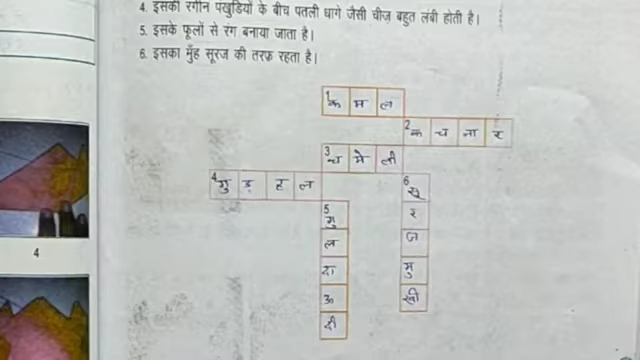 4. इसकी रंगीन पंखुडियों के बीच पतली धागे जैसी चीज़ बहुत लंबी होती है।
5. इसके फूलों से रंग बनाया जाता है।
6. इसका मुँह सूरज की तरफ़ रहता है।
1 क म ल
2 क च ना र
3 च मे ली
4 गु ड़ ह ल
5 गु ल दा उ दी
6 सू र ज मु खी
4